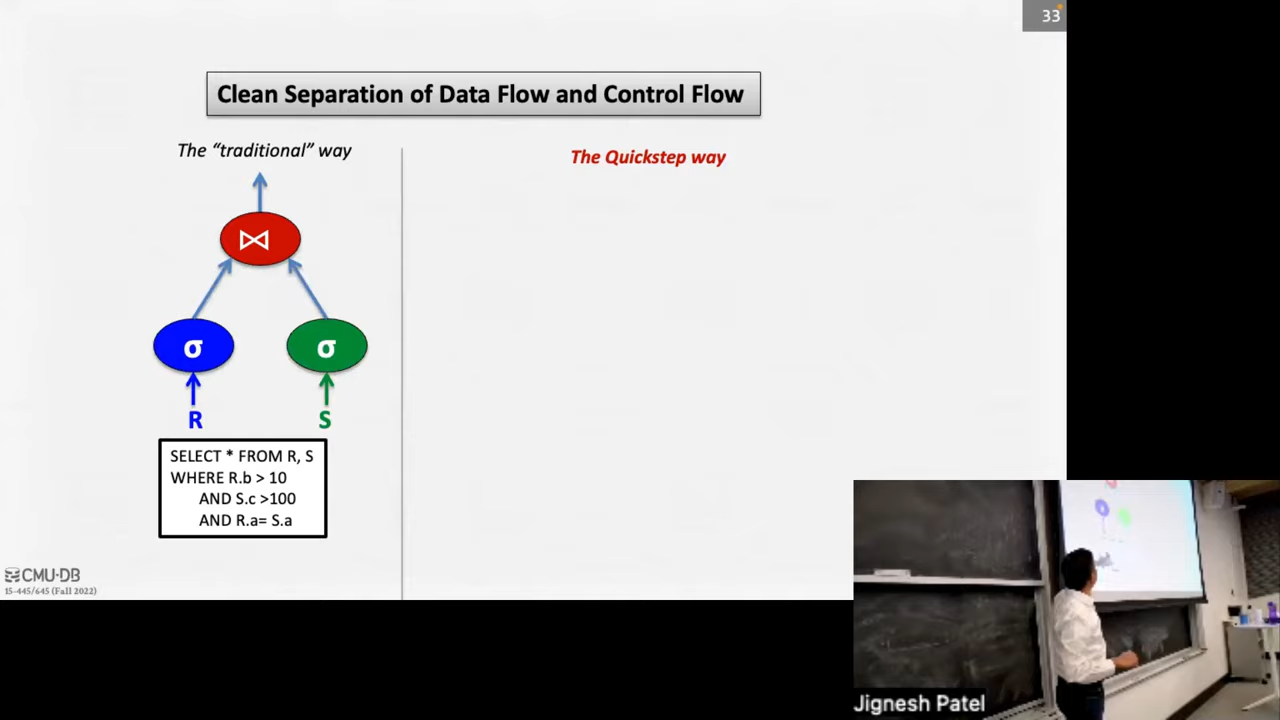 33
Clean Separation of Data Flow and Control Flow
The “traditional” way
The Quickstep way
⋈
σ
σ
R
S
SELECT * FROM R, S
WHERE R.b > 10
AND S.c >100
AND R.a= S.a
CMU·DB
15-445/645 (Fall 2022)
Jignesh Patel